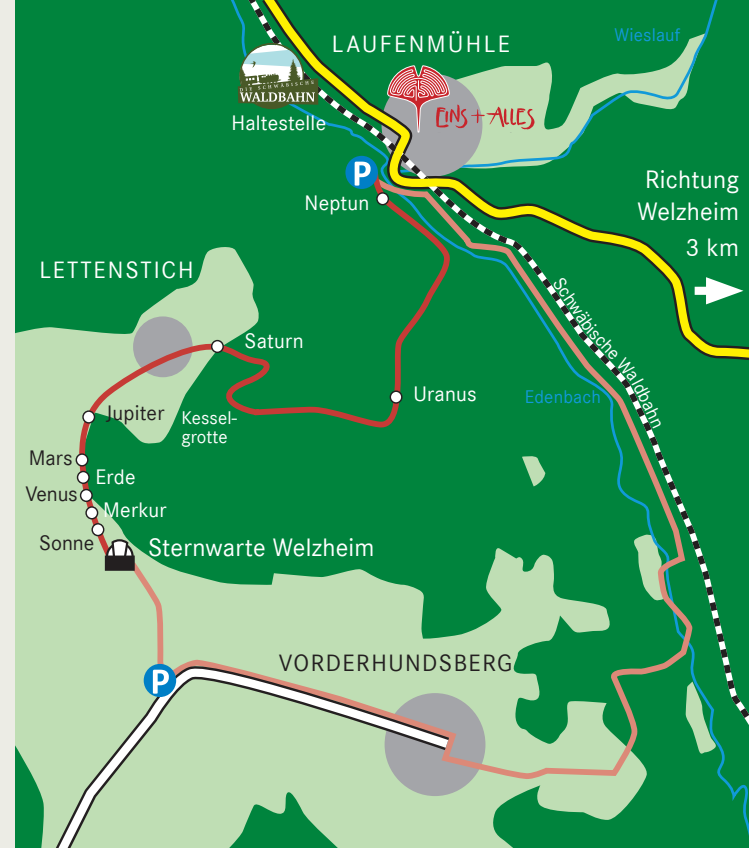 Wieslauf
LAUFENMÜHLE
DIE SCHWÄBISCHE
WALDBAHN
EINS + ALLES
Haltestelle
P
Richtung
Welzheim
3 km
Neptun
LETTENSTICH
Schwäbische Waldbahn
Saturn
Uranus
Edenbach
Jupiter
Kessel-
grotte
Mars
Erde
Venus
Merkur
Sonne
Sternwarte Welzheim
VORDERHUNDSBERG
P